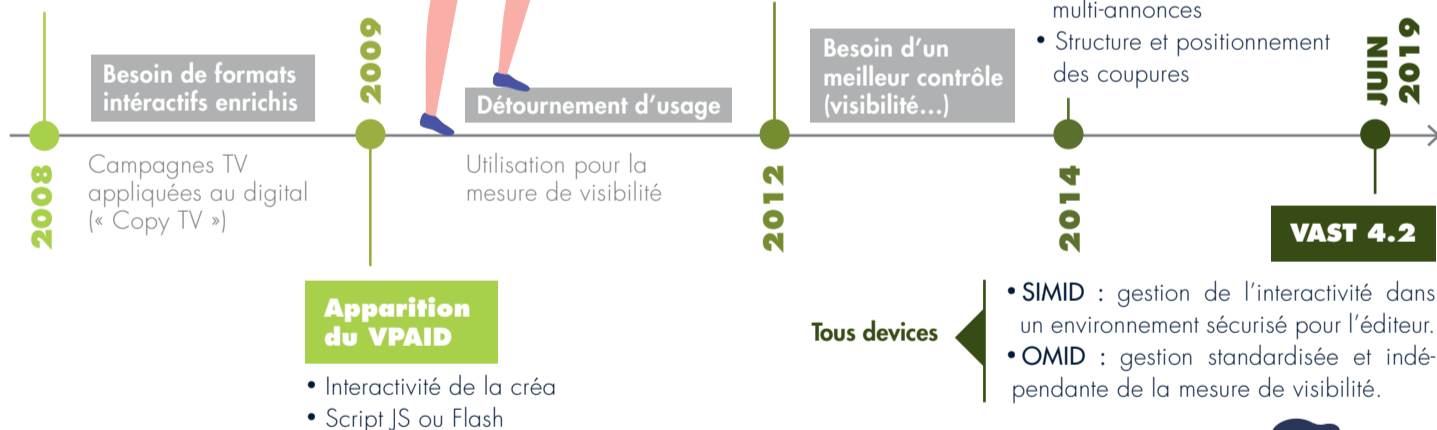 multi-annonces
• Structure et positionnement
des coupures
Besoin de formats
intéractifs enrichis
2009
Détournement d'usage
Besoin d'un
meilleur contrôle
(visibilité...)
JUIN
2019
2008
Campagnes TV
appliquées au digital
(« Copy TV »)
Utilisation pour la
mesure de visibilité
2012
2014
VAST 4.2
Apparition
du VPAID
• Interactivité de la créa
• Script JS ou Flash
Tous devices
• SIMID : gestion de l'interactivité dans
un environnement sécurisé pour l'éditeur.
• OMID : gestion standardisée et indé-
pendante de la mesure de visibilité.